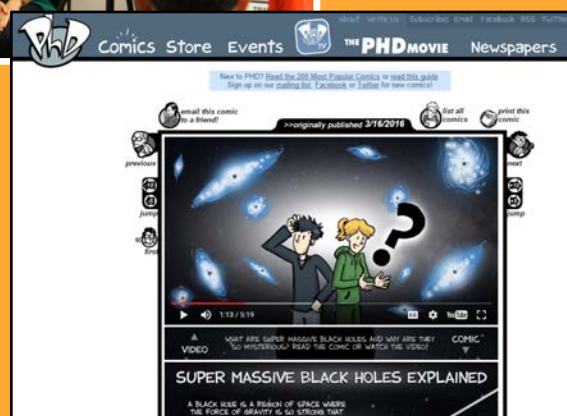 About Write Us Subscribe: Email Facebook RSS Twitter
PhD Comics Store Events PhD TV THE PHD MOVIE Newspapers
New to PHD? Read the 200 Most Popular Comics or read this guide
Sign up on our mailing list, Facebook or Twitter for new comics!
email this comic
to a friend!
list all
comics
print this
comic
>>originally published 3/16/2016
previous
next
jump
jump
first
?
1:13 / 5:19
CC
YouTube
VIDEO
WHAT ARE SUPER MASSIVE BLACK HOLES AND WHY ARE THEY
SO MYSTERIOUS? READ THE COMIC OR WATCH THE VIDEO!
COMIC
SUPER MASSIVE BLACK HOLES EXPLAINED
A BLACK HOLE IS A REGION OF SPACE WHERE
THE FORCE OF GRAVITY IS SO STRONG THAT